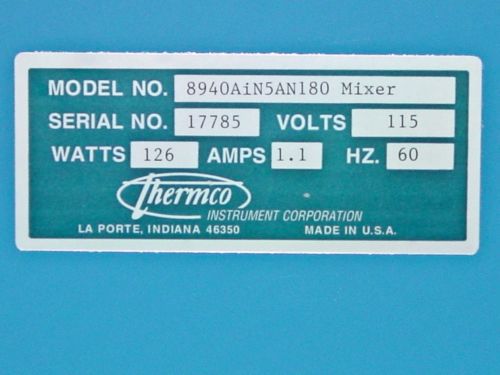 MODEL NO. 8940AiN5AN180 Mixer
SERIAL NO. 17785 VOLTS 115
WATTS 126 AMPS 1.1 HZ. 60
Thermco
INSTRUMENT CORPORATION
LA PORTE, INDIANA 46350 MADE IN U.S.A.